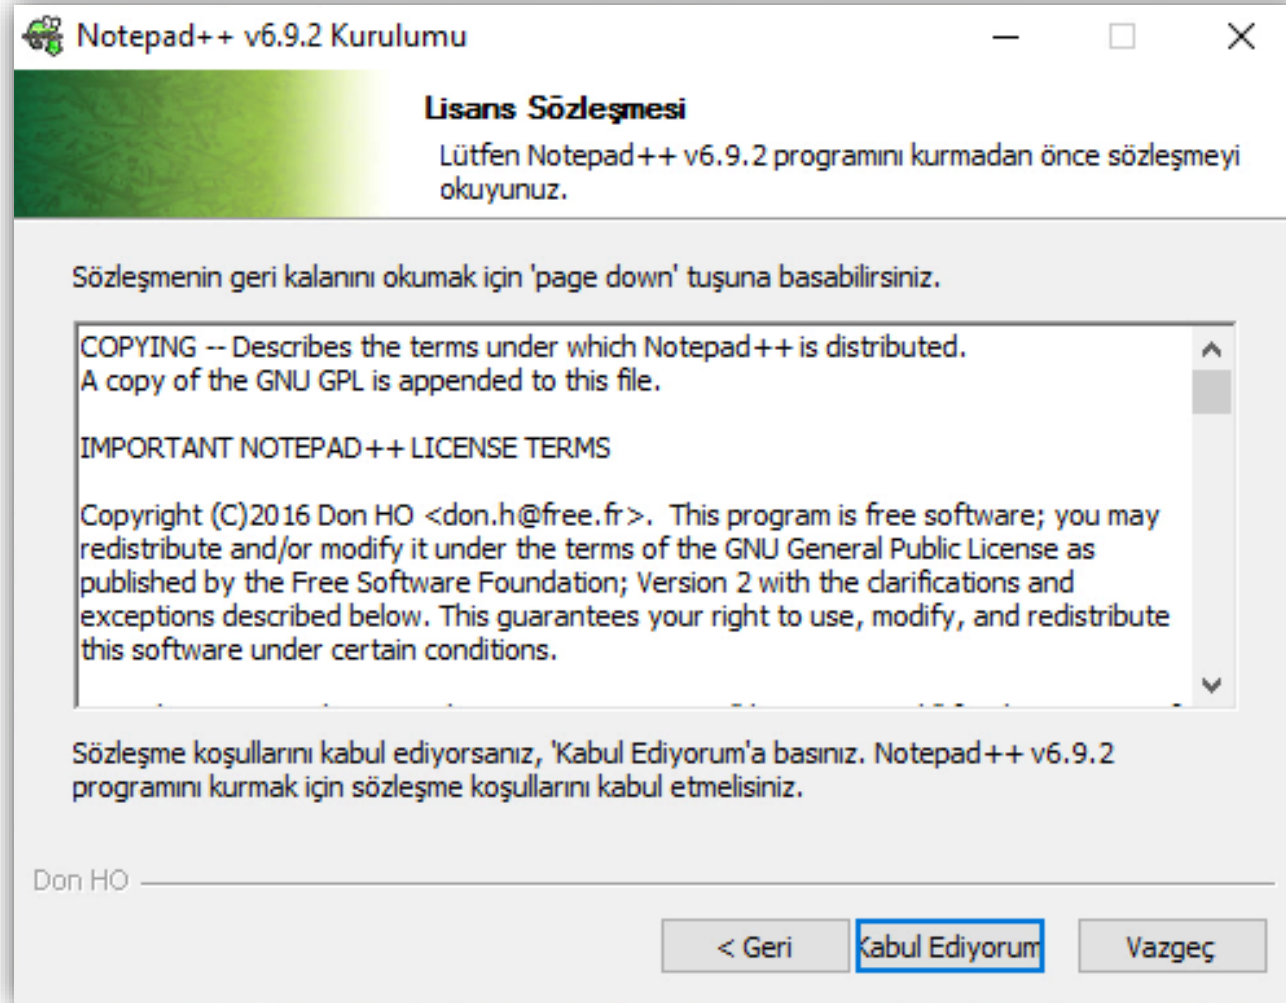 Notepad++ v6.9.2 Kurulumu
Lisans Sözleşmesi
Lütfen Notepad++ v6.9.2 programını kurmadan önce sözleşmeyi
okuyunuz.
Sözleşmenin geri kalanını okumak için 'page down' tuşuna basabilirsiniz.
COPYING -- Describes the terms under which Notepad++ is distributed.
A copy of the GNU GPL is appended to this file.
IMPORTANT NOTEPAD++ LICENSE TERMS
Copyright (C)2016 Don HO <don.h@free.fr>.  This program is free software; you may
redistribute and/or modify it under the terms of the GNU General Public License as
published by the Free Software Foundation; Version 2 with the clarifications and
exceptions described below. This guarantees your right to use, modify, and redistribute
this software under certain conditions.
Sözleşme koşullarını kabul ediyorsanız, 'Kabul Ediyorum'a basınız. Notepad++ v6.9.2
programını kurmak için sözleşme koşullarını kabul etmelisiniz.
Don HO
< Geri
Kabul Ediyorum
Vazgeç